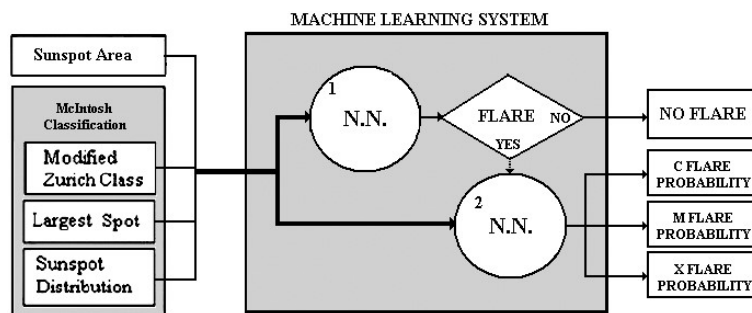 MACHINE LEARNING SYSTEM
Sunspot Area
McIntosh
Classification
Modified
Zurich Class
Largest Spot
Sunspot
Distribution
1
N.N.
FLARE
NO
YES
2
N.N.
NO FLARE
C FLARE
PROBABILITY
M FLARE
PROBABILITY
X FLARE
PROBABILITY